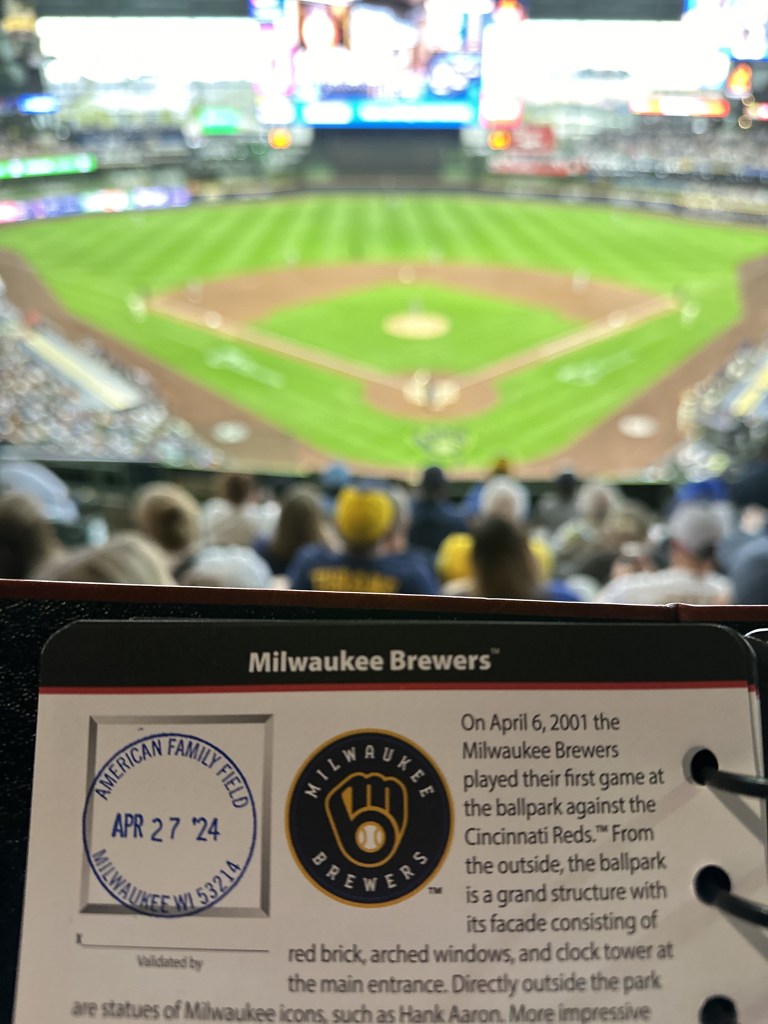 Milwaukee Brewers™
AMERICAN FAMILY FIELD
APR 27 '24
MILWAUKEE WI 53214
x
Validated by
MILWAUKEE
BREWERS
™
On April 6, 2001 the
Milwaukee Brewers
played their first game at
the ballpark against the
Cincinnati Reds.™ From
the outside, the ballpark
is a grand structure with
its facade consisting of
red brick, arched windows, and clock tower at
the main entrance. Directly outside the park
are statues of Milwaukee icons, such as Hank Aaron. More impressive